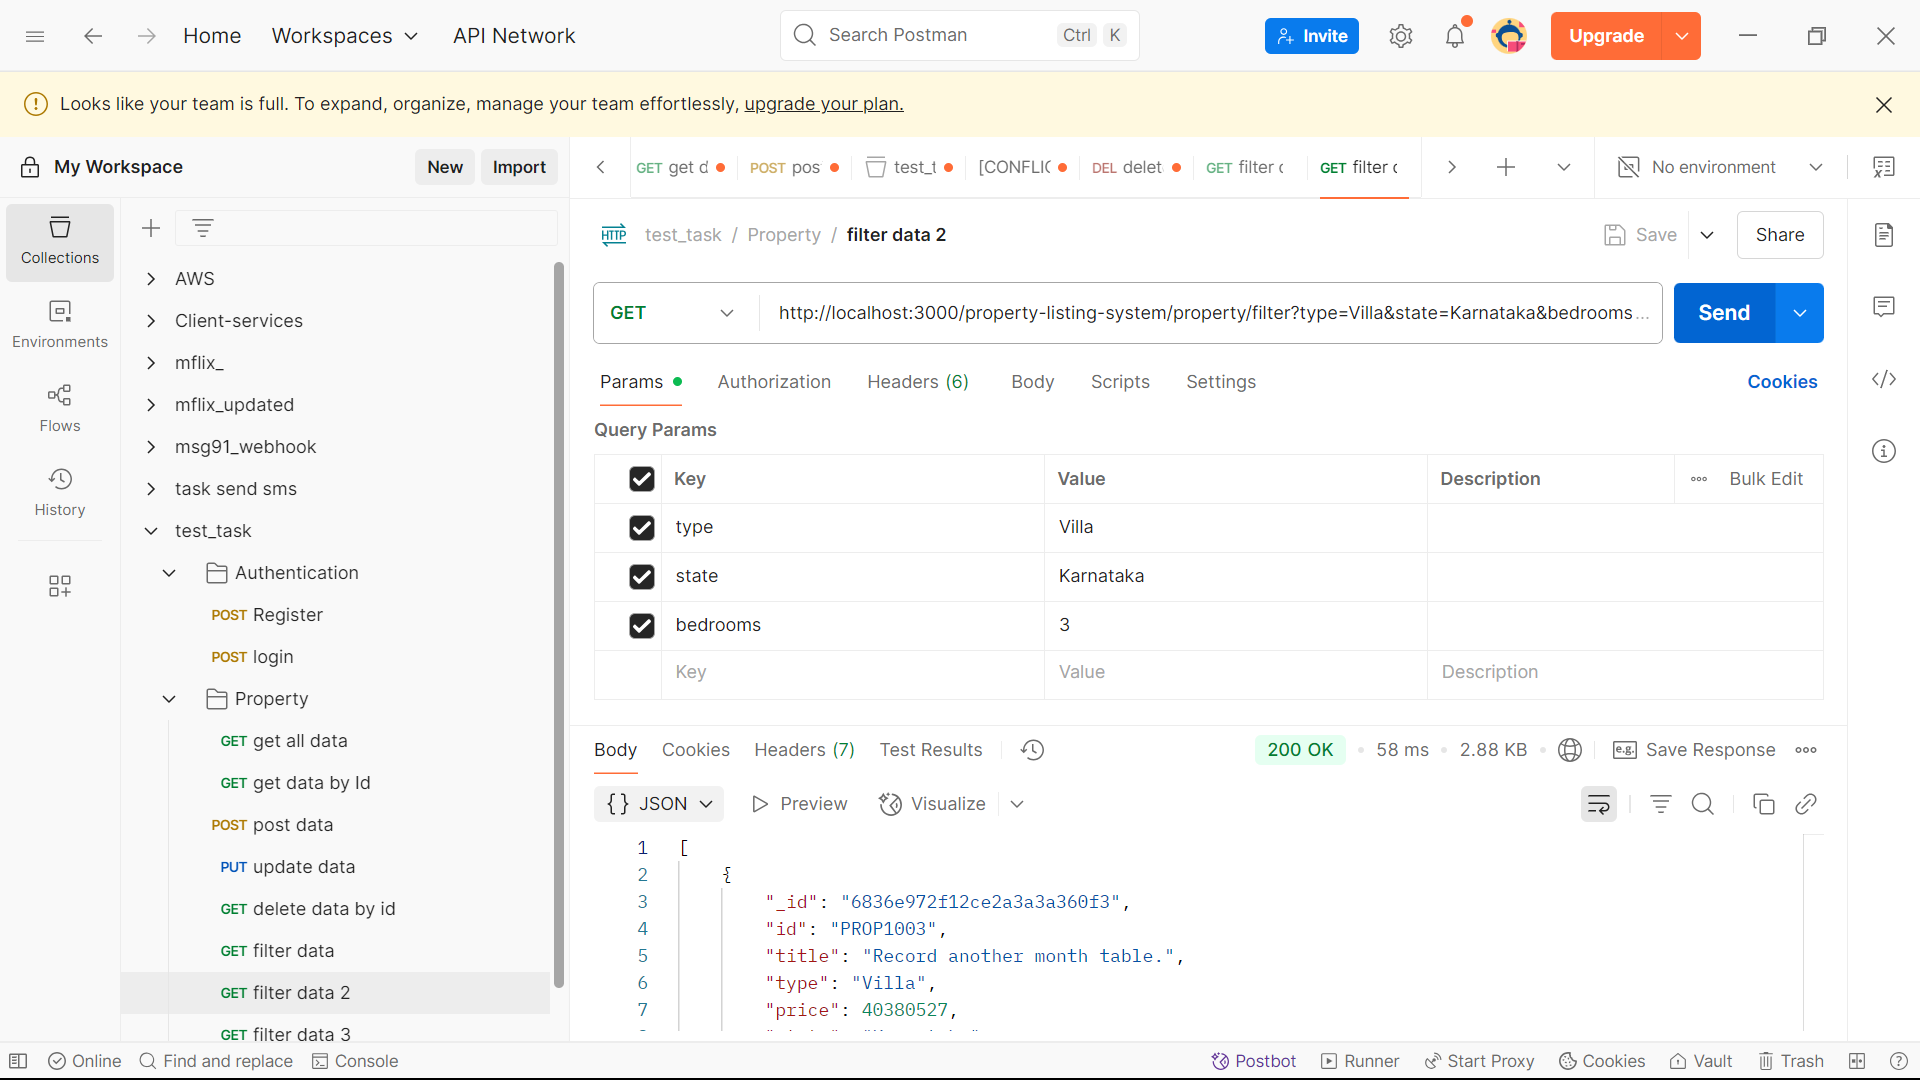 Home Workspaces API Network Search Postman Ctrl K Invite Upgrade
Looks like your team is full. To expand, organize, manage your team effortlessly, upgrade your plan.
My Workspace New Import
GET get d POST pos test_t [CONFLIC DEL delet GET filter c GET filter c No environment
Collections
Environments
Flows
History
AWS
Client-services
mflix_
mflix_updated
msg91_webhook
task send sms
test_task
Authentication
POST Register
POST login
Property
GET get all data
GET get data by Id
POST post data
PUT update data
GET delete data by id
GET filter data
GET filter data 2
GET filter data 3
HTTP test_task / Property / filter data 2 Save Share
GET http://localhost:3000/property-listing-system/property/filter?type=Villa&state=Karnataka&bedrooms... Send
Params Authorization Headers (6) Body Scripts Settings Cookies
Query Params
Key Value Description Bulk Edit
type Villa
state Karnataka
bedrooms 3
Key Value Description
Body Cookies Headers (7) Test Results 200 OK 58 ms 2.88 KB e.g. Save Response
{} JSON Preview Visualize
1 [
2 {
3 "_id": "6836e972f12ce2a3a3a360f3",
4 "id": "PROP1003",
5 "title": "Record another month table.",
6 "type": "Villa",
7 "price": 40380527,
Online Find and replace Console Postbot Runner Start Proxy Cookies Vault Trash